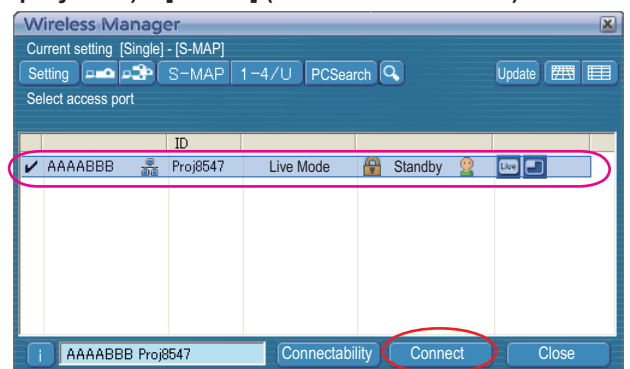 Wireless Manager
Current setting [Single] - [S-MAP]
Setting S-MAP 1-4/U PCSearch Update
Select access port
ID
✔ AAAABBB Proj8547 Live Mode Standby Live
i AAAABBB Proj8547 Connectability Connect Close